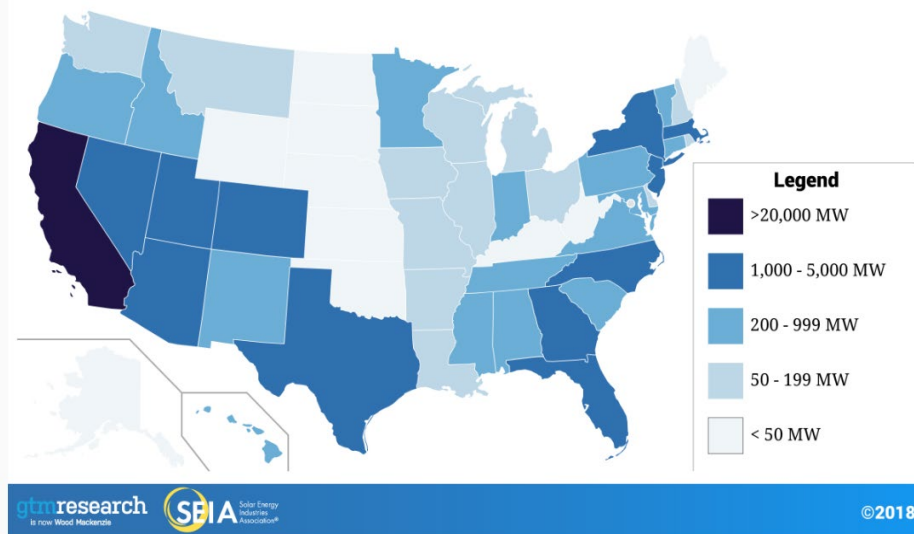 Legend
>20,000 MW
1,000 - 5,000 MW
200 - 999 MW
50 - 199 MW
< 50 MW
gtmresearch
is now Wood Mackenzie
SEIA
Solar Energy
Industries
Association®
©2018